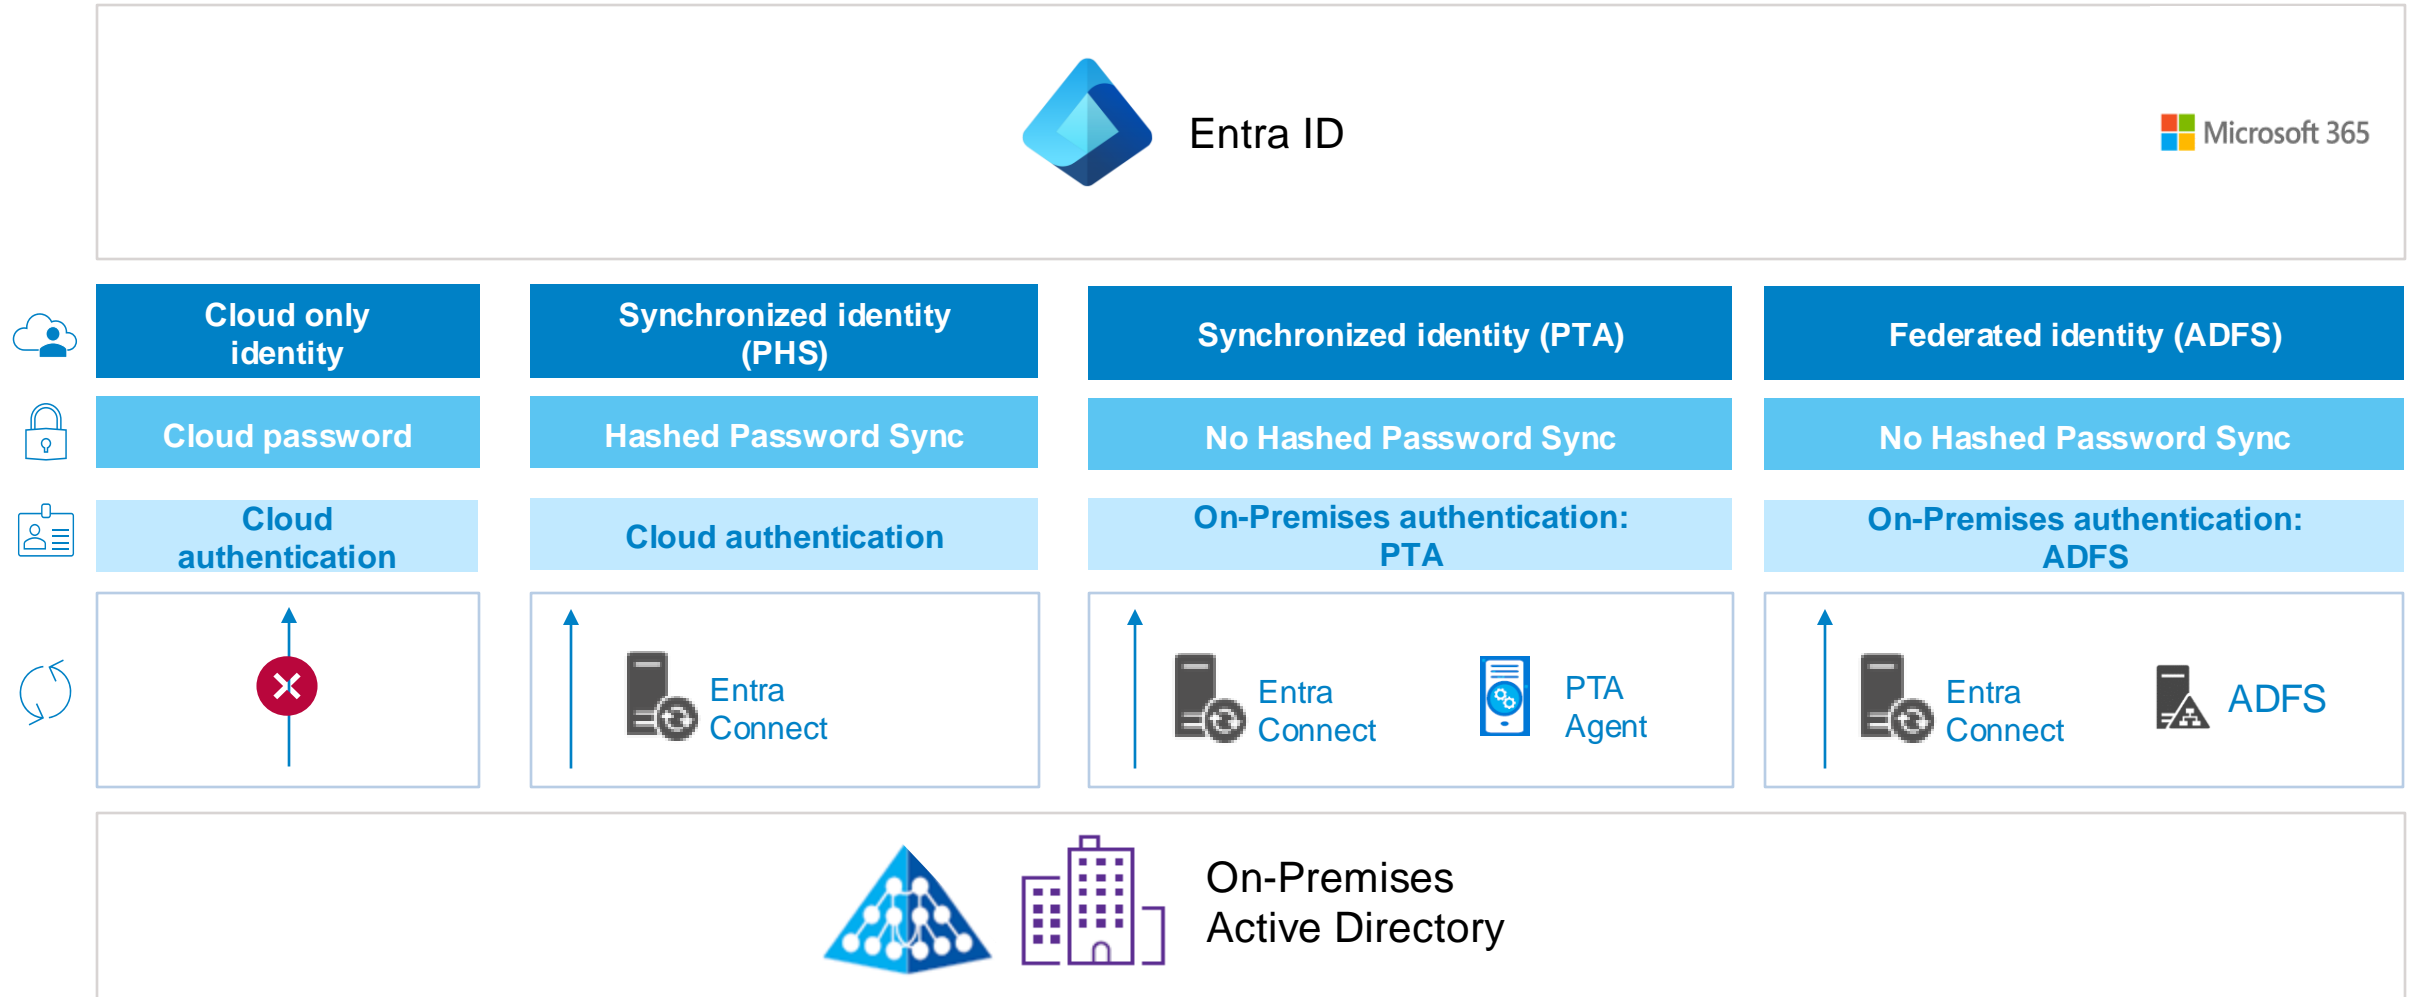 Entra ID
Microsoft 365
Cloud only
identity
Synchronized identity
(PHS)
Synchronized identity (PTA)
Federated identity (ADFS)
Cloud password
Hashed Password Sync
No Hashed Password Sync
No Hashed Password Sync
Cloud
authentication
Cloud authentication
On-Premises authentication:
PTA
On-Premises authentication:
ADFS
Entra
Connect
Entra
Connect
PTA
Agent
Entra
Connect
ADFS
On-Premises
Active Directory